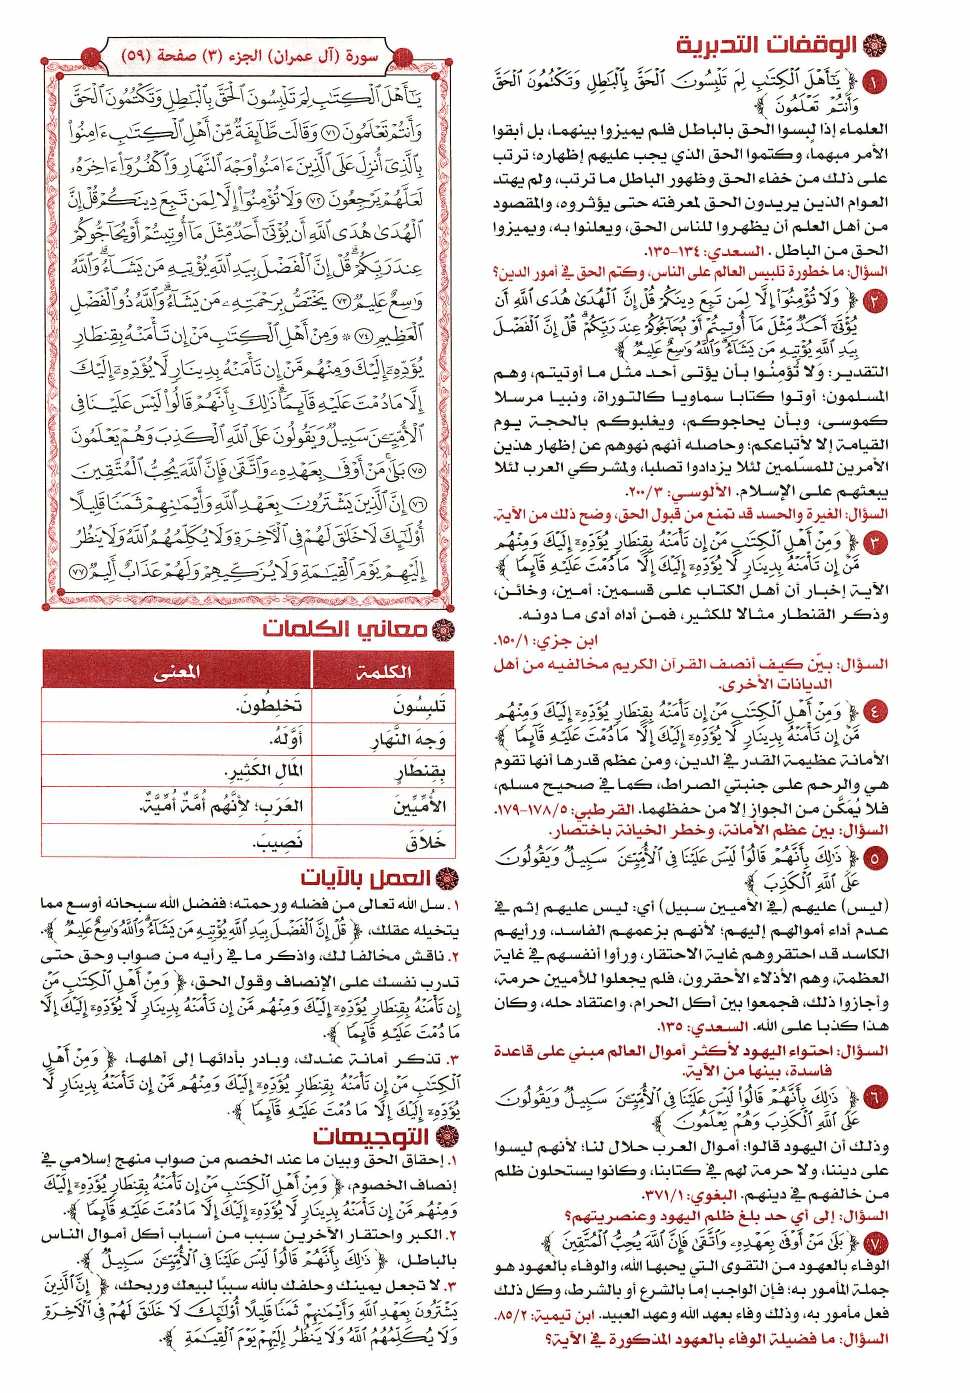 الوقفات التدبرية
١ ﴿ يَٰٓأَهْلَ ٱلْكِتَٰبِ لِمَ تَلْبِسُونَ ٱلْحَقَّ بِٱلْبَٰطِلِ وَتَكْتُمُونَ ٱلْحَقَّ
وَأَنتُمْ تَعْلَمُونَ ﴾
العلماء إذا لبسوا الحق بالباطل فلم يميزوا بينهما، بل أبقوا
الأمر مبهماً، وكتموا الحق الذي يجب عليهم إظهاره؛ ترتب
على ذلك من خفاء الحق وظهور الباطل ما ترتب، ولم يهتد
العوام الذين يريدون الحق لمعرفته حتى يؤثروه، والمقصود
من أهل العلم أن يظهروا للناس الحق، ويعلنوا به، ويميزوا
الحق من الباطل . السعدي: ١٣٤-١٣٥.
السؤال: ما خطورة تلبيس العالم على الناس، وكتم الحق في أمور الدين؟
٢ ﴿ وَلَا تُؤْمِنُوٓا۟ إِلَّا لِمَن تَبِعَ دِينَكُمْ قُلْ إِنَّ ٱلْهُدَىٰ هُدَى ٱللَّهِ أَن
يُؤْتَىٰٓ أَحَدٌ مِّثْلَ مَآ أُوتِيتُمْ أَوْ يُحَآجُّوكُمْ عِندَ رَبِّكُمْ ۗ قُلْ إِنَّ ٱلْفَضْلَ
بِيَدِ ٱللَّهِ يُؤْتِيهِ مَن يَشَآءُ ۗ وَٱللَّهُ وَٰسِعٌ عَلِيمٌ ﴾
التقدير: وَلا تُؤمِنُوا بأن يؤتى أحد مثل ما أوتيتم، وهم
المسلمون؛ أوتوا كتابا سماويا كالتوراة، ونبيا مرسلا
كموسى، وبأن يحاجوكم، ويغلبوكم بالحجة يوم
القيامة إلا لأتباعكم؛ وحاصله أنهم نهوهم عن إظهار هذين
الأمرين للمسلمين لئلا يزدادوا تصلبا، ولمشركي العرب لئلا
يبعثهم على الإسلام. الألوسي: ٢٠٠/٣.
السؤال: الغيرة والحسد قد تمنع من قبول الحق، وضح ذلك من الآية.
٣ ﴿ وَمِنْ أَهْلِ ٱلْكِتَٰبِ مَنْ إِن تَأْمَنْهُ بِقِنطَارٍ يُؤَدِّهِۦٓ إِلَيْكَ وَمِنْهُم
مَّنْ إِن تَأْمَنْهُ بِدِينَارٍ لَّا يُؤَدِّهِۦٓ إِلَيْكَ إِلَّا مَا دُمْتَ عَلَيْهِ قَآئِمًا ﴾
الآية إخبار أن أهل الكتاب على قسمين: أمين، وخائن،
وذكر القنطار مثالا للكثير، فمن أداه أدى ما دونه.
ابن جزي: ١٥٠/١.
السؤال: بيّن كيف أنصف القرآن الكريم مخالفيه من أهل
الديانات الأخرى.
٤ ﴿ وَمِنْ أَهْلِ ٱلْكِتَٰبِ مَنْ إِن تَأْمَنْهُ بِقِنطَارٍ يُؤَدِّهِۦٓ إِلَيْكَ وَمِنْهُم
مَّنْ إِن تَأْمَنْهُ بِدِينَارٍ لَّا يُؤَدِّهِۦٓ إِلَيْكَ إِلَّا مَا دُمْتَ عَلَيْهِ قَآئِمًا ﴾
الأمانة عظيمة القدر في الدين، ومن عظم قدرها أنها تقوم
هي والرحم على جنبتي الصراط، كما في صحيح مسلم،
فلا يُمَكَّن من الجواز إلا من حفظهما. القرطبي: ١٧٨/٥-١٧٩.
السؤال: بين عظم الأمانة، وخطر الخيانة باختصار.
٥ ﴿ ذَٰلِكَ بِأَنَّهُمْ قَالُوا۟ لَيْسَ عَلَيْنَا فِى ٱلْأُمِّيِّـۧنَ سَبِيلٌ وَيَقُولُونَ
عَلَى ٱللَّهِ ٱلْكَذِبَ ﴾
(ليس) عليهم (في الأميين سبيل) أي: ليس عليهم إثم في
عدم أداء أموالهم إليهم؛ لأنهم بزعمهم الفاسد، ورأيهم
الكاسد قد احتقروهم غاية الاحتقار، ورأوا أنفسهم في غاية
العظمة، وهم الأذلاء الأحقرون، فلم يجعلوا للأميين حرمة،
وأجازوا ذلك، فجمعوا بين أكل الحرام، واعتقاد حله، وكان
هذا كذبا على الله. السعدي: ١٣٥.
السؤال: احتواء اليهود لأكثر أموال العالم مبني على قاعدة
فاسدة، بينها من الآية.
٦ ﴿ ذَٰلِكَ بِأَنَّهُمْ قَالُوا۟ لَيْسَ عَلَيْنَا فِى ٱلْأُمِّيِّـۧنَ سَبِيلٌ وَيَقُولُونَ
عَلَى ٱللَّهِ ٱلْكَذِبَ وَهُمْ يَعْلَمُونَ ﴾
وذلك أن اليهود قالوا: أموال العرب حلال لنا؛ لأنهم ليسوا
على ديننا، ولا حرمة لهم في كتابنا، وكانوا يستحلون ظلم
من خالفهم في دينهم. البغوي: ٣٧١/١.
السؤال: إلى أي حد بلغ ظلم اليهود وعنصريتهم؟
٧ ﴿ بَلَىٰ مَنْ أَوْفَىٰ بِعَهْدِهِۦ وَٱتَّقَىٰ فَإِنَّ ٱللَّهَ يُحِبُّ ٱلْمُتَّقِينَ ﴾
الوفاء بالعهود من التقوى التي يحبها الله، والوفاء بالعهود هو
جملة المأمور به؛ فإن الواجب إما بالشرع أو بالشرط، وكل ذلك
فعل مأمور به، وذلك وفاء بعهد الله وعهد العبيد. ابن تيمية: ٨٥/٢.
السؤال: ما فضيلة الوفاء بالعهود المذكورة في الآية؟
سورة (آل عمران) الجزء (٣) صفحة (٥٩)
يَٰٓأَهْلَ ٱلْكِتَٰبِ لِمَ تَلْبِسُونَ ٱلْحَقَّ بِٱلْبَٰطِلِ وَتَكْتُمُونَ ٱلْحَقَّ
وَأَنتُمْ تَعْلَمُونَ ٧١ وَقَالَت طَّآئِفَةٌ مِّنْ أَهْلِ ٱلْكِتَٰبِ ءَامِنُوا۟
بِٱلَّذِىٓ أُنزِلَ عَلَى ٱلَّذِينَ ءَامَنُوا۟ وَجْهَ ٱلنَّهَارِ وَٱكْفُرُوٓا۟ ءَاخِرَهُۥ
لَعَلَّهُمْ يَرْجِعُونَ ٧٢ وَلَا تُؤْمِنُوٓا۟ إِلَّا لِمَن تَبِعَ دِينَكُمْ قُلْ إِنَّ
ٱلْهُدَىٰ هُدَى ٱللَّهِ أَن يُؤْتَىٰٓ أَحَدٌ مِّثْلَ مَآ أُوتِيتُمْ أَوْ يُحَآجُّوكُمْ
عِندَ رَبِّكُمْ ۗ قُلْ إِنَّ ٱلْفَضْلَ بِيَدِ ٱللَّهِ يُؤْتِيهِ مَن يَشَآءُ ۗ وَٱللَّهُ
وَٰسِعٌ عَلِيمٌ ٧٣ يَخْتَصُّ بِرَحْمَتِهِۦ مَن يَشَآءُ ۗ وَٱللَّهُ ذُو ٱلْفَضْلِ
ٱلْعَظِيمِ ٧٤ ۞ وَمِنْ أَهْلِ ٱلْكِتَٰبِ مَنْ إِن تَأْمَنْهُ بِقِنطَارٍ
يُؤَدِّهِۦٓ إِلَيْكَ وَمِنْهُم مَّنْ إِن تَأْمَنْهُ بِدِينَارٍ لَّا يُؤَدِّهِۦٓ إِلَيْكَ
إِلَّا مَا دُمْتَ عَلَيْهِ قَآئِمًا ۗ ذَٰلِكَ بِأَنَّهُمْ قَالُوا۟ لَيْسَ عَلَيْنَا فِى
ٱلْأُمِّيِّـۧنَ سَبِيلٌ وَيَقُولُونَ عَلَى ٱللَّهِ ٱلْكَذِبَ وَهُمْ يَعْلَمُونَ
٧٥ بَلَىٰ مَنْ أَوْفَىٰ بِعَهْدِهِۦ وَٱتَّقَىٰ فَإِنَّ ٱللَّهَ يُحِبُّ ٱلْمُتَّقِينَ
٧٦ إِنَّ ٱلَّذِينَ يَشْتَرُونَ بِعَهْدِ ٱللَّهِ وَأَيْمَٰنِهِمْ ثَمَنًا قَلِيلًا
أُو۟لَٰٓئِكَ لَا خَلَٰقَ لَهُمْ فِى ٱلْءَاخِرَةِ وَلَا يُكَلِّمُهُمُ ٱللَّهُ وَلَا يَنظُرُ
إِلَيْهِمْ يَوْمَ ٱلْقِيَٰمَةِ وَلَا يُزَكِّيهِمْ وَلَهُمْ عَذَابٌ أَلِيمٌ ٧٧
معاني الكلمات
الكلمة المعنى
تَلبِسُونَ تَخلِطُونَ.
وَجهَ النَّهَارِ أَوَّلَهُ.
بِقِنطَارٍ المَالِ الكَثِيرِ.
الأُمِّيِّينَ العَرَبِ؛ لأَنَّهُم أُمَّةٌ أُمِّيَّةٌ.
خَلَاقَ نَصِيبَ.
العمل بالآيات
١. سل الله تعالى من فضله ورحمته؛ ففضل الله سبحانه أوسع مما
يتخيله عقلك، ﴿ قُلْ إِنَّ ٱلْفَضْلَ بِيَدِ ٱللَّهِ يُؤْتِيهِ مَن يَشَآءُ ۗ وَٱللَّهُ وَٰسِعٌ عَلِيمٌ ﴾.
٢. ناقش مخالفا لك، واذكر ما في رأيه من صواب وحق حتى
تدرب نفسك على الإنصاف وقول الحق، ﴿ وَمِنْ أَهْلِ ٱلْكِتَٰبِ مَنْ
إِن تَأْمَنْهُ بِقِنطَارٍ يُؤَدِّهِۦٓ إِلَيْكَ وَمِنْهُم مَّنْ إِن تَأْمَنْهُ بِدِينَارٍ لَّا يُؤَدِّهِۦٓ إِلَيْكَ إِلَّا
مَا دُمْتَ عَلَيْهِ قَآئِمًا ﴾.
٣. تذكر أمانة عندك، وبادر بأدائها إلى أهلها، ﴿ وَمِنْ أَهْلِ
ٱلْكِتَٰبِ مَنْ إِن تَأْمَنْهُ بِقِنطَارٍ يُؤَدِّهِۦٓ إِلَيْكَ وَمِنْهُم مَّنْ إِن تَأْمَنْهُ بِدِينَارٍ لَّا
يُؤَدِّهِۦٓ إِلَيْكَ إِلَّا مَا دُمْتَ عَلَيْهِ قَآئِمًا ﴾.
التوجيهات
١. إحقاق الحق وبيان ما عند الخصم من صواب منهج إسلامي في
إنصاف الخصوم، ﴿ وَمِنْ أَهْلِ ٱلْكِتَٰبِ مَنْ إِن تَأْمَنْهُ بِقِنطَارٍ يُؤَدِّهِۦٓ إِلَيْكَ
وَمِنْهُم مَّنْ إِن تَأْمَنْهُ بِدِينَارٍ لَّا يُؤَدِّهِۦٓ إِلَيْكَ إِلَّا مَا دُمْتَ عَلَيْهِ قَآئِمًا ﴾.
٢. الكبر واحتقار الآخرين سبب من أسباب أكل أموال الناس
بالباطل، ﴿ ذَٰلِكَ بِأَنَّهُمْ قَالُوا۟ لَيْسَ عَلَيْنَا فِى ٱلْأُمِّيِّـۧنَ سَبِيلٌ ﴾.
٣. لا تجعل يمينك وحلفك بالله سببًا لبيعك وربحك، ﴿ إِنَّ ٱلَّذِينَ
يَشْتَرُونَ بِعَهْدِ ٱللَّهِ وَأَيْمَٰنِهِمْ ثَمَنًا قَلِيلًا أُو۟لَٰٓئِكَ لَا خَلَٰقَ لَهُمْ فِى ٱلْءَاخِرَةِ
وَلَا يُكَلِّمُهُمُ ٱللَّهُ وَلَا يَنظُرُ إِلَيْهِمْ يَوْمَ ٱلْقِيَٰمَةِ ﴾